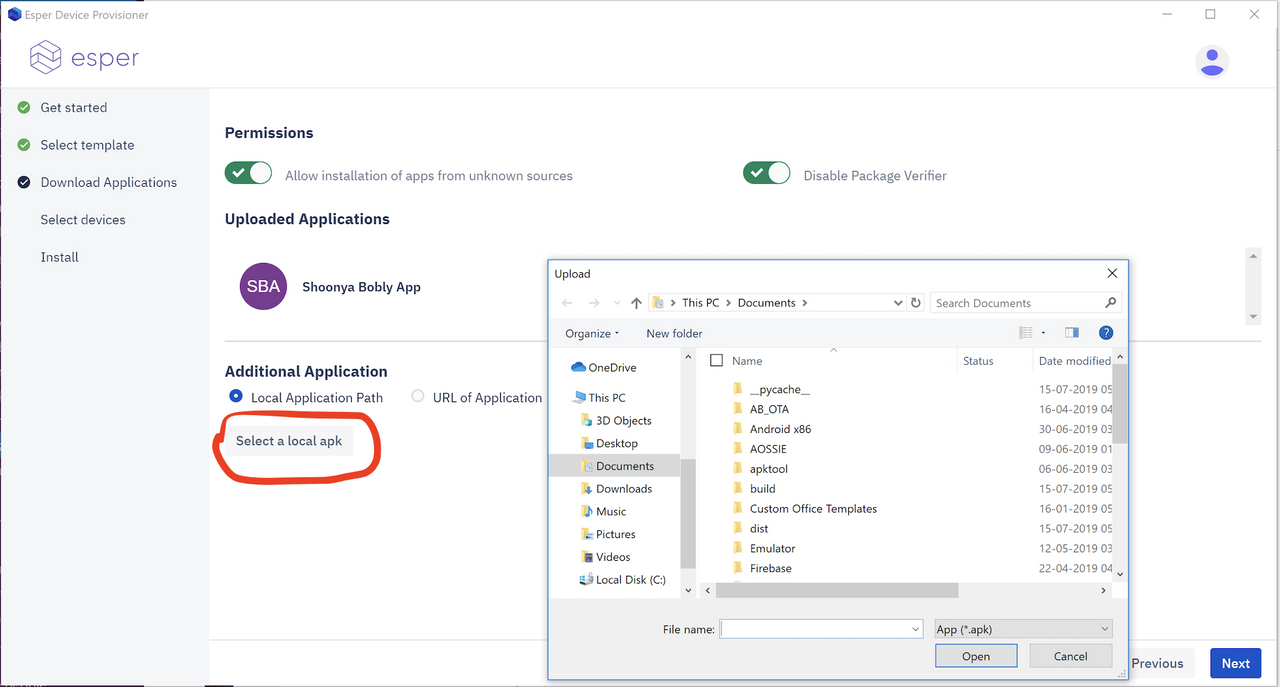 Esper Device Provisioner
esper
Get started
Select template
Download Applications
Select devices
Install
Permissions
Allow installation of apps from unknown sources
Disable Package Verifier
Uploaded Applications
SBA
Shoonya Bobly App
Additional Application
Local Application Path
URL of Application
Select a local apk
Upload
This PC
Documents
Search Documents
Organize
New folder
?
OneDrive
This PC
3D Objects
Desktop
Documents
Downloads
Music
Pictures
Videos
Local Disk (C:)
Name Status Date modified
__pycache__ 15-07-2019 05
AB_OTA 16-04-2019 04
Android x86 30-06-2019 03
AOSSIE 09-06-2019 01
apktool 06-06-2019 03
build 15-07-2019 05
Custom Office Templates 16-01-2019 05
dist 15-07-2019 05
Emulator 12-05-2019 03
Firebase 22-04-2019 04
File name:
App (*.apk)
Open
Cancel
Previous
Next